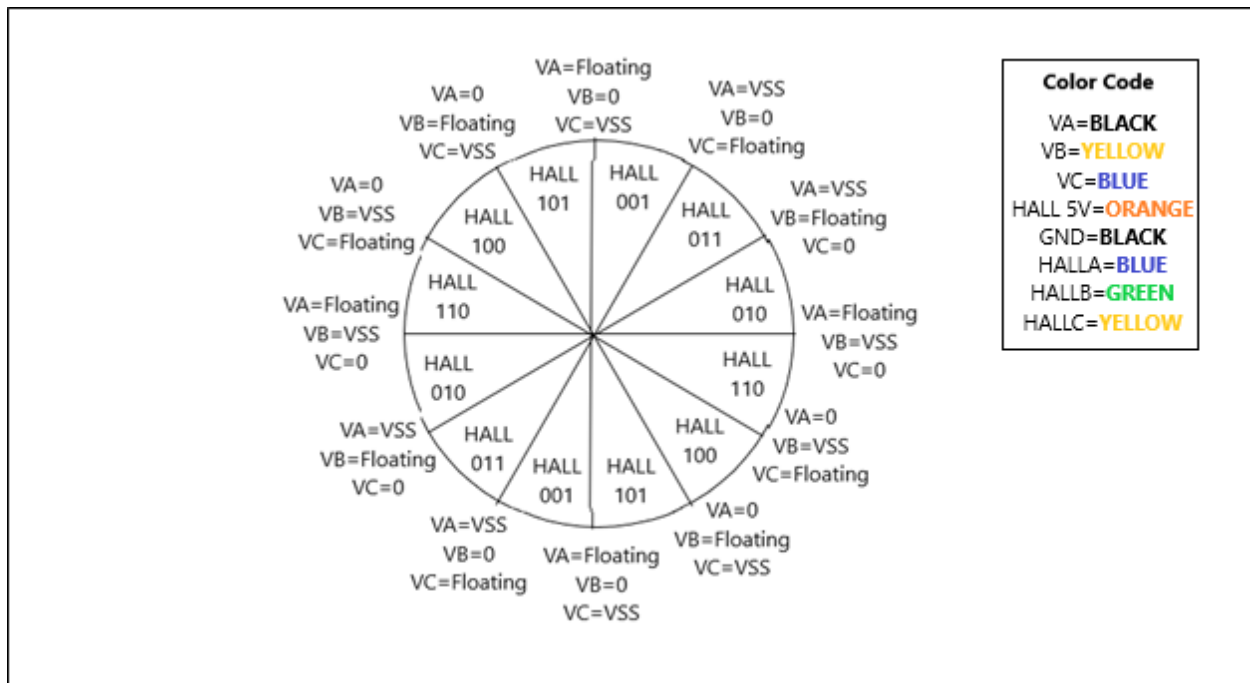 VA=Floating
VB=0
VC=VSS
VA=VSS
VB=0
VC=Floating
VA=VSS
VB=Floating
VC=0
VA=Floating
VB=VSS
VC=0
VA=0
VB=VSS
VC=Floating
VA=0
VB=Floating
VC=VSS
VA=Floating
VB=0
VC=VSS
VA=VSS
VB=0
VC=Floating
VA=VSS
VB=Floating
VC=0
VA=Floating
VB=VSS
VC=0
VA=0
VB=VSS
VC=Floating
VA=0
VB=Floating
VC=VSS
HALL
101
HALL
001
HALL
011
HALL
010
HALL
110
HALL
100
HALL
101
HALL
001
HALL
011
HALL
010
HALL
110
HALL
100
Color Code
VA=BLACK
VB=YELLOW
VC=BLUE
HALL 5V=ORANGE
GND=BLACK
HALLA=BLUE
HALLB=GREEN
HALLC=YELLOW